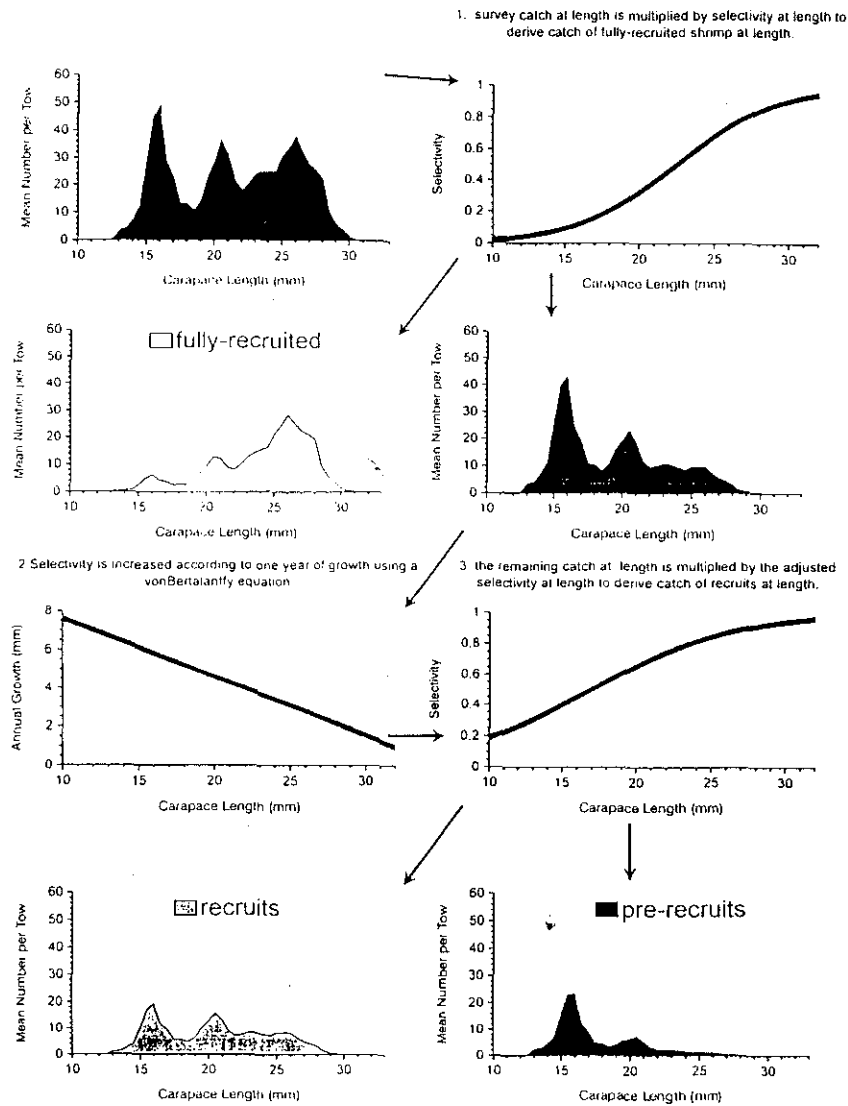 1. survey catch at length is multiplied by selectivity at length to
derive catch of fully-recruited shrimp at length.
60
50
40
30
20
10
0
Mean Number per Tow
10 15 20 25 30
Carapace Length (mm)
1
0.8
0.6
0.4
0.2
0
Selectivity
10 15 20 25 30
Carapace Length (mm)
60
50
40
30
20
10
0
Mean Number per Tow
fully-recruited
10 15 20 25 30
Carapace Length (mm)
60
50
40
30
20
10
0
Mean Number per Tow
10 15 20 25 30
Carapace Length (mm)
2 Selectivity is increased according to one year of growth using a
vonBertalantfy equation
8
6
4
2
0
Annual Growth (mm)
10 15 20 25 30
Carapace Length (mm)
3 the remaining catch at length is multiplied by the adjusted
selectivity at length to derive catch of recruits at length.
1
0.8
0.6
0.4
0.2
0
Selectivity
10 15 20 25 30
Carapace Length (mm)
60
50
40
30
20
10
0
Mean Number per Tow
recruits
10 15 20 25 30
Carapace Length (mm)
60
50
40
30
20
10
0
Mean Number per Tow
pre-recruits
10 15 20 25 30
Carapace Length (mm)